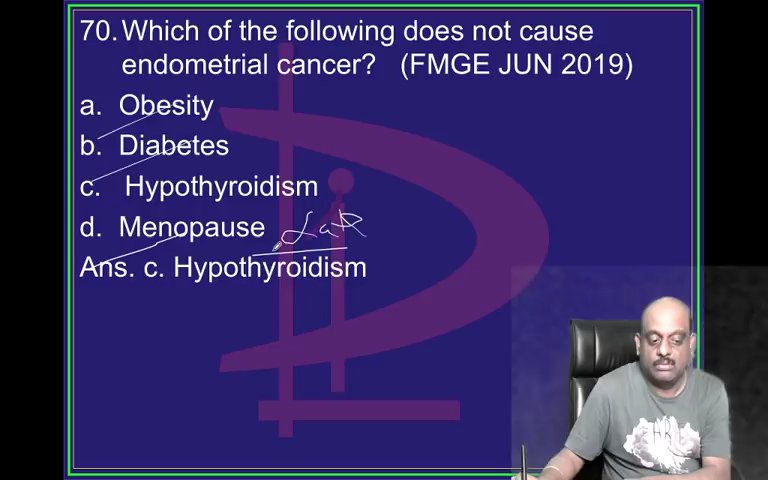 70. Which of the following does not cause
endometrial cancer? (FMGE JUN 2019)
a. Obesity
b. Diabetes
c. Hypothyroidism
d. Menopause Late
Ans. c. Hypothyroidism